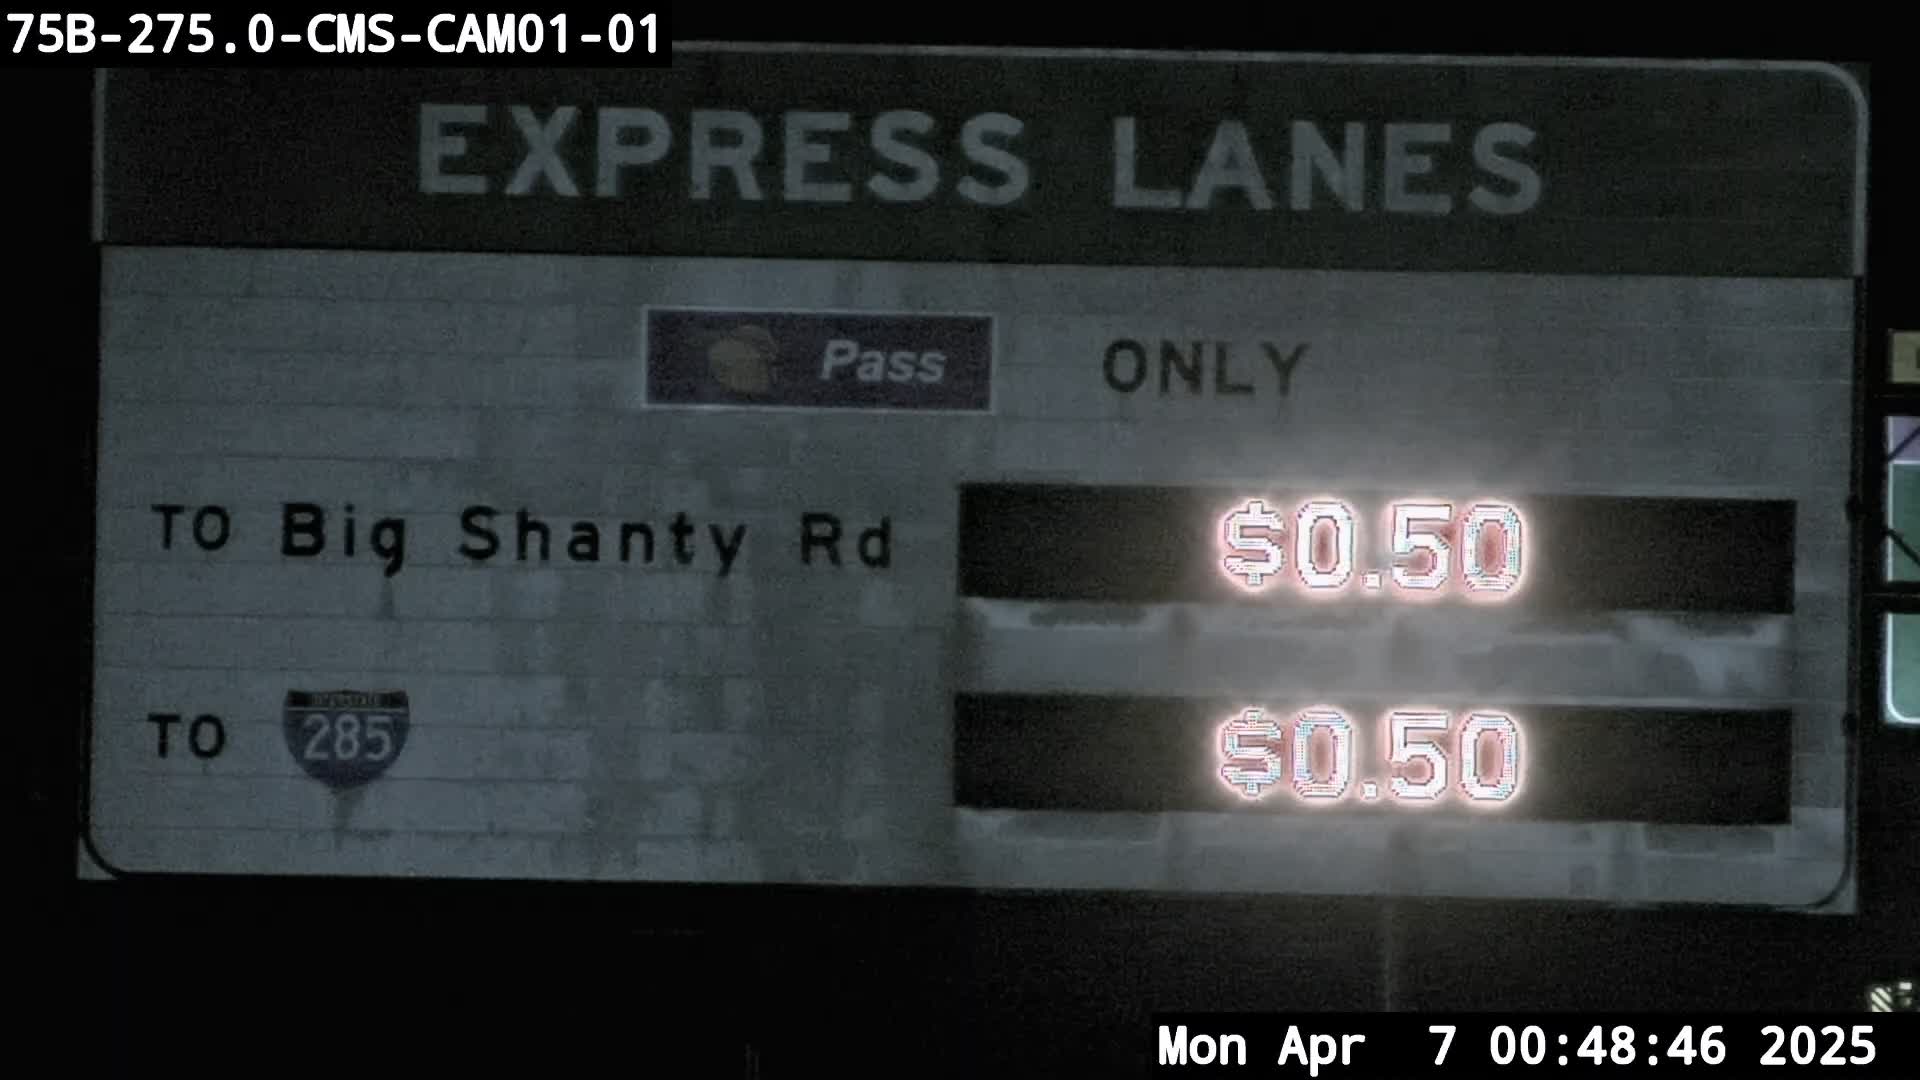 75B-275.0-CMS-CAM01-01
EXPRESS LANES
Pass ONLY
TO Big Shanty Rd $0.50
INTERSTATE
TO 285 $0.50
Mon Apr 7 00:48:46 2025